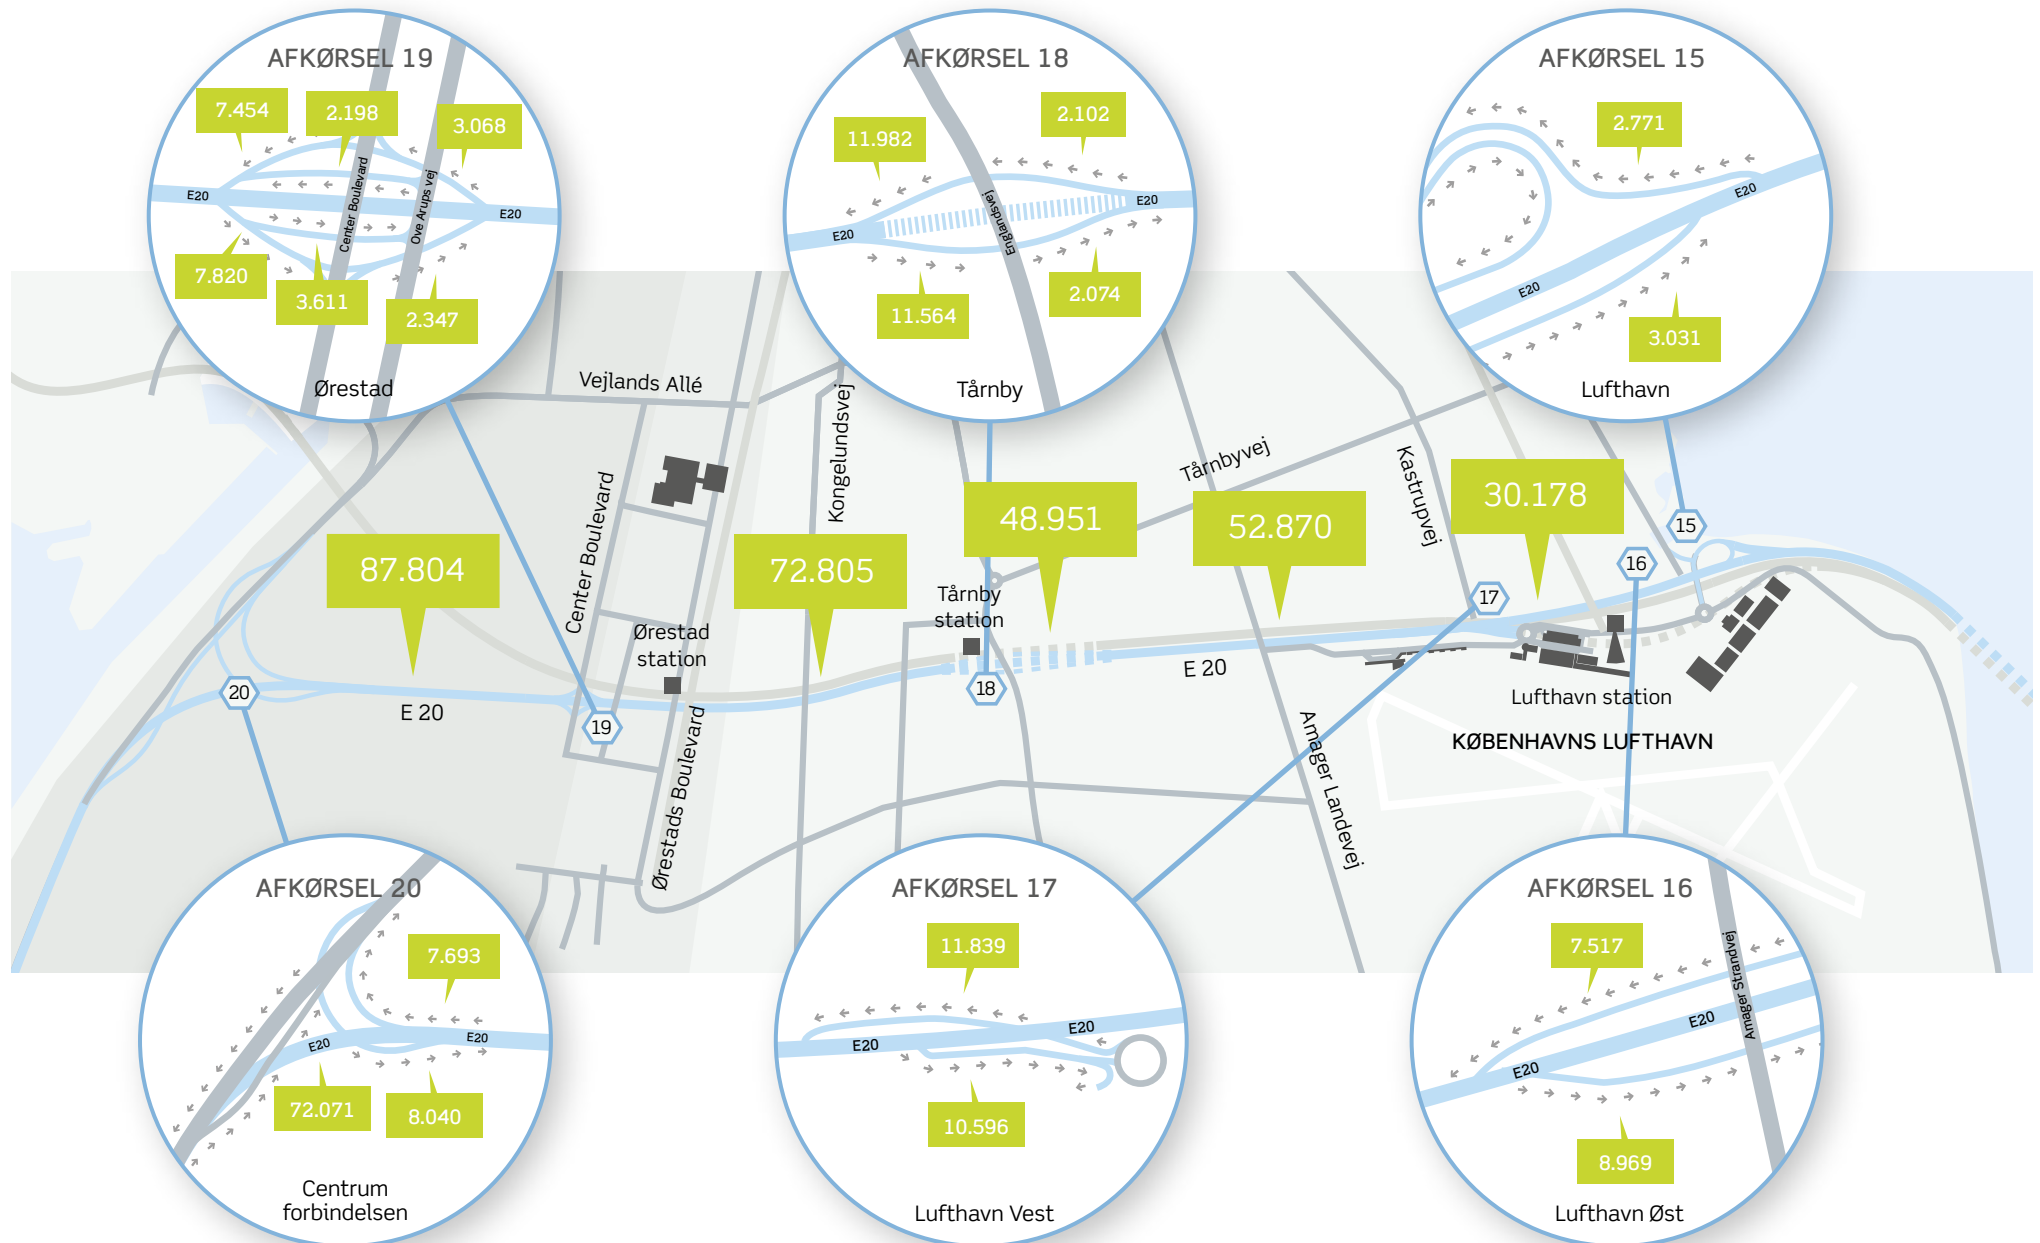 AFKØRSEL 19
7.454
2.198
3.068
Center Boulevard
Ove Arups vej
E20
E20
7.820
3.611
2.347
Ørestad
AFKØRSEL 18
11.982
2.102
Englandsvej
E20
E20
11.564
2.074
Tårnby
AFKØRSEL 15
2.771
E20
E20
3.031
Lufthavn
Vejlands Allé
Kongelundsvej
Tårnbyvej
Kastrupvej
Center Boulevard
87.804
72.805
48.951
52.870
30.178
15
16
17
Tårnby
station
Ørestad
station
20
E 20
19
18
E 20
Lufthavn station
KØBENHAVNS LUFTHAVN
Ørestads Boulevard
Amager Landevej
AFKØRSEL 20
7.693
E20
E20
72.071
8.040
Centrum
forbindelsen
AFKØRSEL 17
11.839
E20
E20
10.596
Lufthavn Vest
AFKØRSEL 16
7.517
Amager Strandvej
E20
E20
8.969
Lufthavn Øst